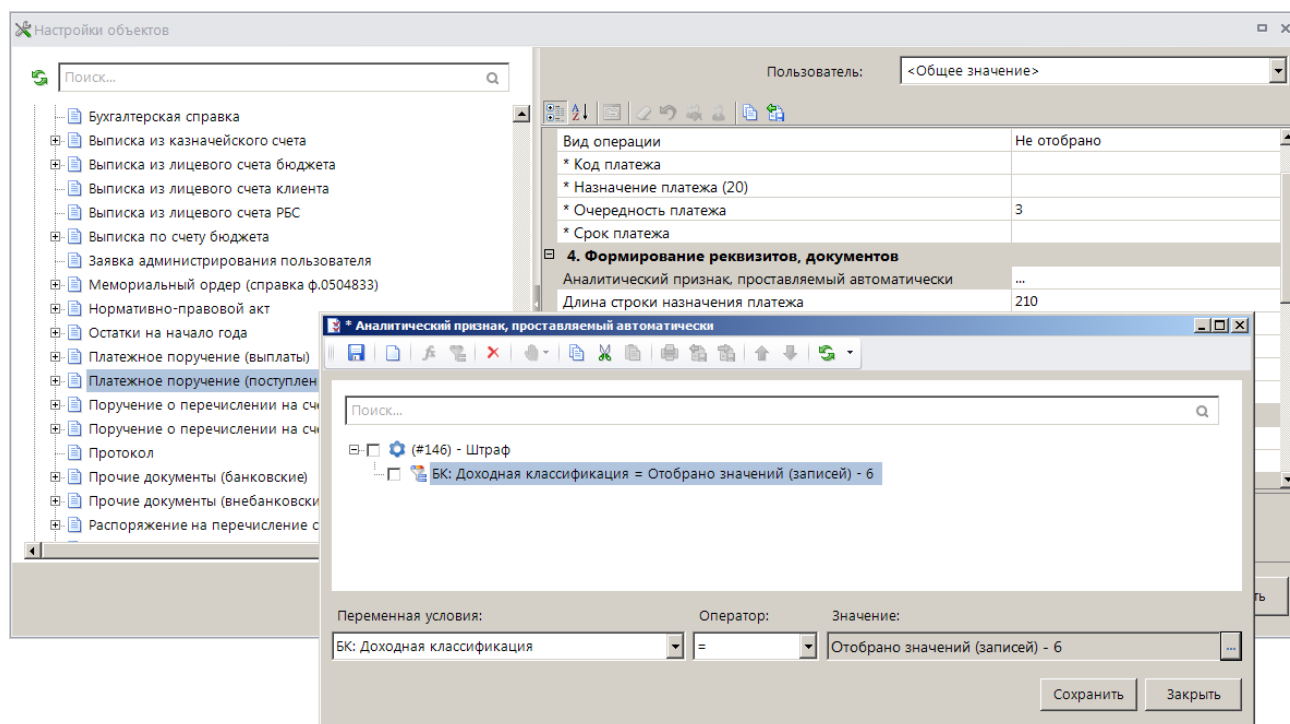 Настройки объектов
Поиск...
Пользователь:
<Общее значение>
Бухгалтерская справка
Выписка из казначейского счета
Выписка из лицевого счета бюджета
Выписка из лицевого счета клиента
Выписка из лицевого счета РБС
Выписка по счету бюджета
Заявка администрирования пользователя
Мемориальный ордер (справка ф.0504833)
Нормативно-правовой акт
Остатки на начало года
Платежное поручение (выплаты)
Платежное поручение (поступлен
Поручение о перечислении на сч
Поручение о перечислении на сч
Протокол
Прочие документы (банковские)
Прочие документы (внебанковски
Распоряжение на перечисление с
Вид операции Не отобрано
* Код платежа
* Назначение платежа (20)
* Очередность платежа 3
* Срок платежа
4. Формирование реквизитов, документов
Аналитический признак, проставляемый автоматически ...
Длина строки назначения платежа 210
* Аналитический признак, проставляемый автоматически
Поиск...
(#146) - Штраф
БК: Доходная классификация = Отобрано значений (записей) - 6
ть
Переменная условия: Оператор: Значение:
БК: Доходная классификация = Отобрано значений (записей) - 6 ...
Сохранить Закрыть